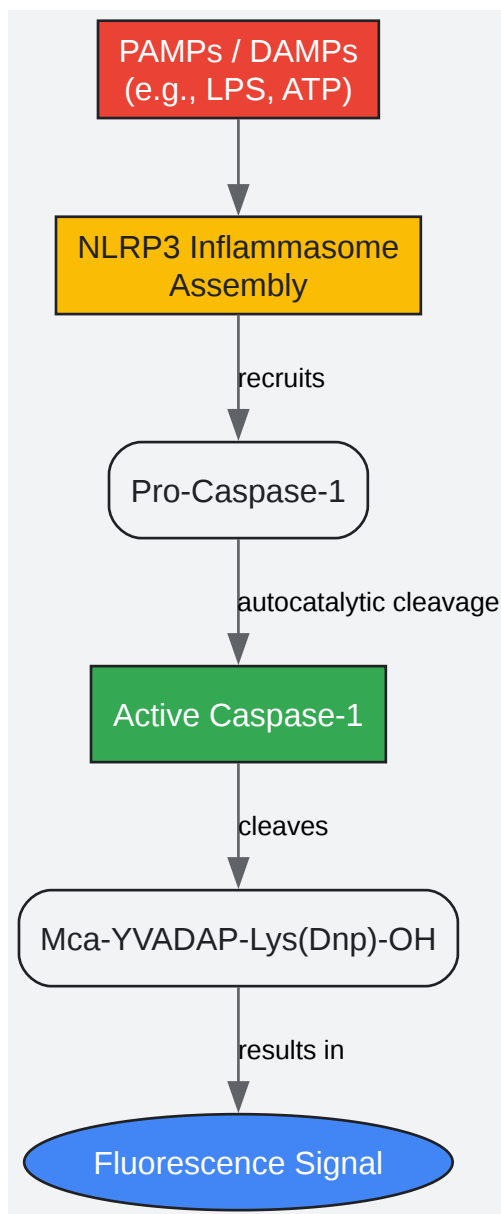 PAMPs / DAMPs
(e.g., LPS, ATP)
NLRP3 Inflammasome
Assembly
recruits
Pro-Caspase-1
autocatalytic cleavage
Active Caspase-1
cleaves
Mca-YVADAP-Lys(Dnp)-OH
results in
Fluorescence Signal